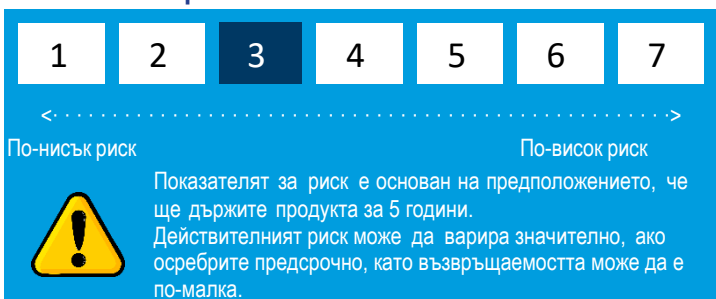 1 2 3 4 5 6 7
<· · · · · · · · · · · · · · · · · · · · · · · · · · · · · · · · · · · · · · · · · · · · · · · ·>
По-нисък риск По-висок риск
Показателят за риск е основан на предположението, че
ще държите продукта за 5 години.
Действителният риск може да варира значително, ако
осребрите предсрочно, като възвръщаемостта може да е
по-малка.